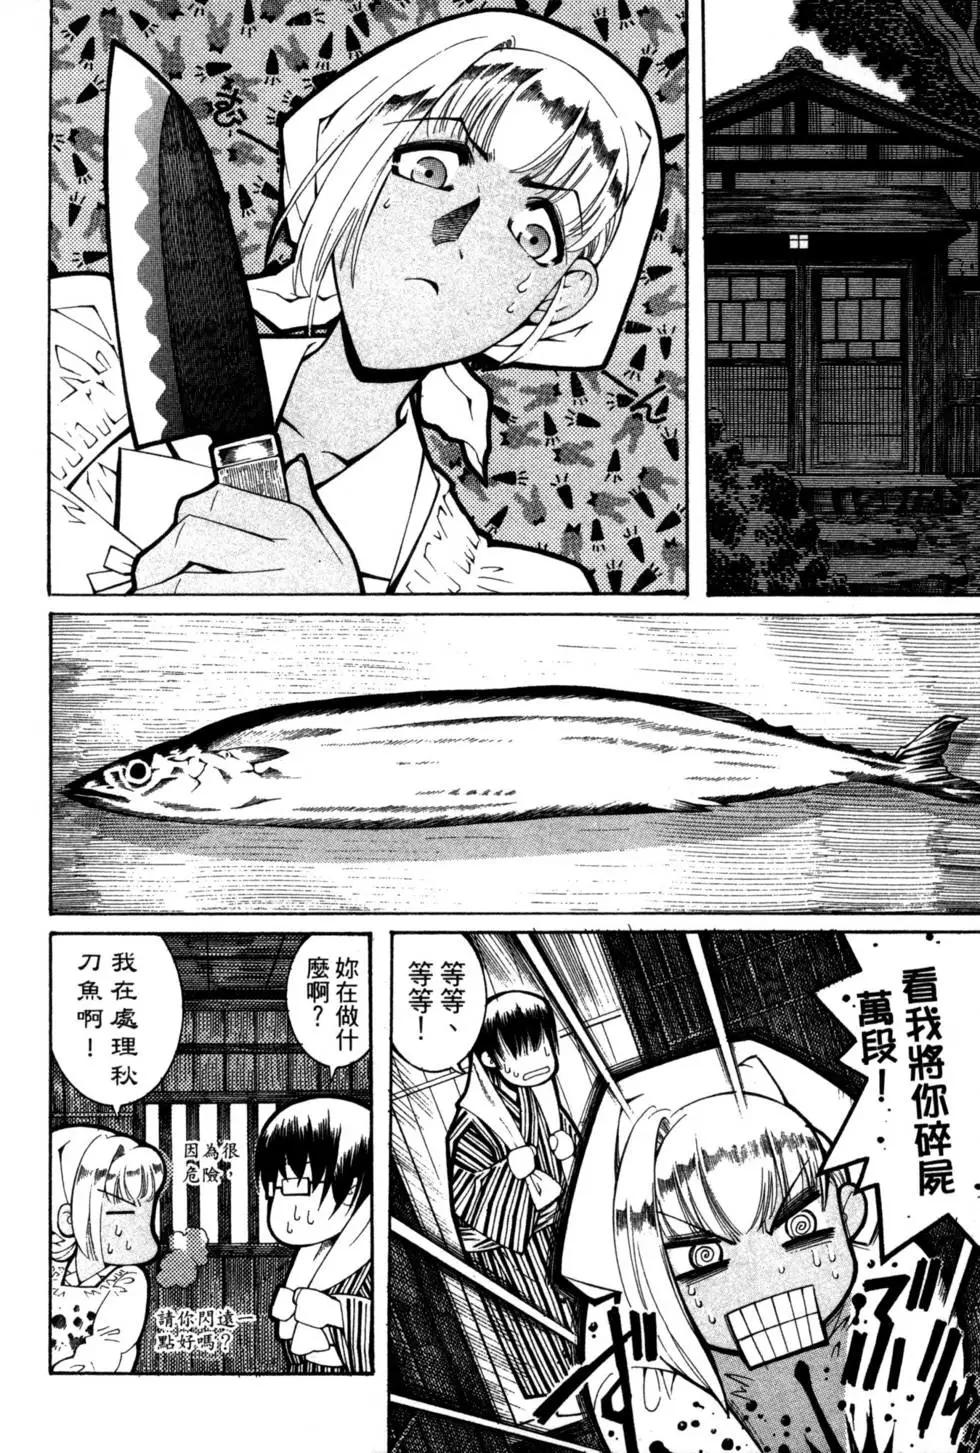 看我將你碎屍
萬段！
等等、
等等！
妳在做什
麼啊？
我在處理秋
刀魚啊！
因為很
危險，
請你閃遠一
點好嗎？